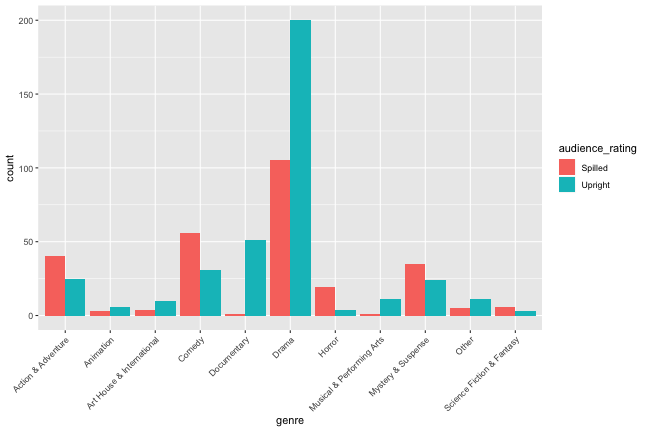 200
150
100
50
0
count
Action & Adventure
Animation
Art House & International
Comedy
Documentary
Drama
Horror
Musical & Performing Arts
Mystery & Suspense
Other
Science Fiction & Fantasy
genre
audience_rating
Spilled
Upright